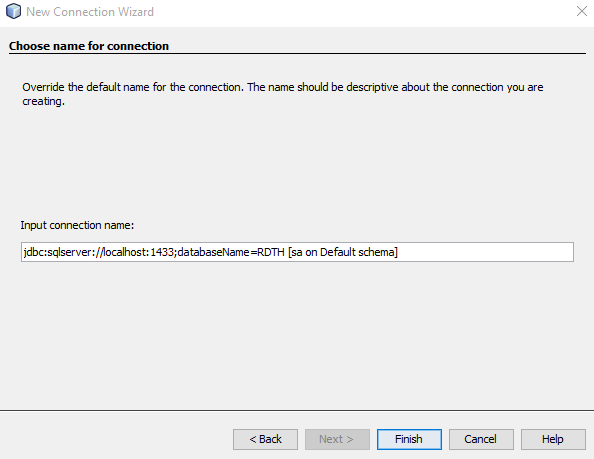 New Connection Wizard
Choose name for connection
Override the default name for the connection. The name should be descriptive about the connection you are
creating.
Input connection name:
jdbc:sqlserver://localhost:1433;databaseName=RDTH [sa on Default schema]
< Back Next > Finish Cancel Help